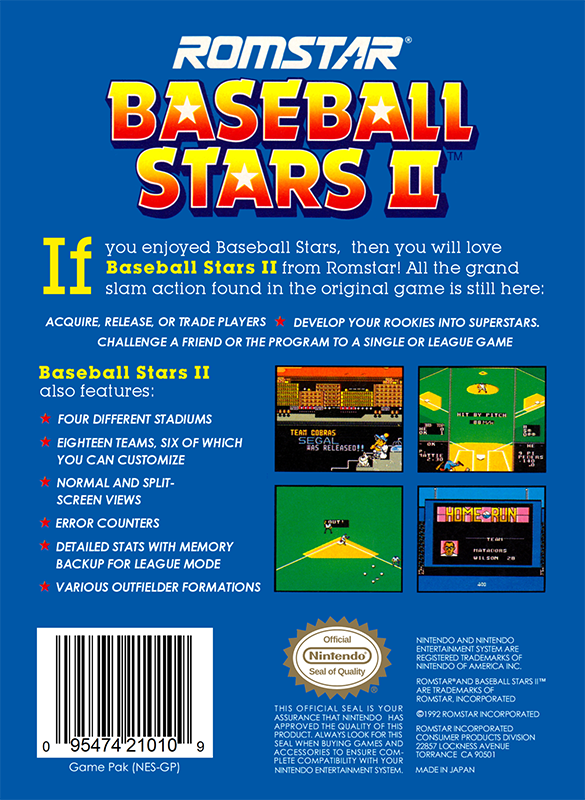 ROMSTAR®
BASEBALL
STARS II™
If you enjoyed Baseball Stars, then you will love
Baseball Stars II from Romstar! All the grand
slam action found in the original game is still here:
ACQUIRE, RELEASE, OR TRADE PLAYERS ★ DEVELOP YOUR ROOKIES INTO SUPERSTARS.
CHALLENGE A FRIEND OR THE PROGRAM TO A SINGLE OR LEAGUE GAME
Baseball Stars II
also features:
★ FOUR DIFFERENT STADIUMS
★ EIGHTEEN TEAMS, SIX OF WHICH
YOU CAN CUSTOMIZE
★ NORMAL AND SPLIT-
SCREEN VIEWS
★ ERROR COUNTERS
★ DETAILED STATS WITH MEMORY
BACKUP FOR LEAGUE MODE
★ VARIOUS OUTFIELDER FORMATIONS
TEAM COBRAS
SEGAL
HAS RELEASED!!
HIT BY PITCH
OUT!
HOME RUN
TEAM
MATADORS
WILSON 28
400
0 95474 21010 9
Game Pak (NES-GP)
Official
Nintendo®
Seal of Quality
®
THIS OFFICIAL SEAL IS YOUR
ASSURANCE THAT NINTENDO HAS
APPROVED THE QUALITY OF THIS
PRODUCT. ALWAYS LOOK FOR THIS
SEAL WHEN BUYING GAMES AND
ACCESSORIES TO ENSURE COM-
PLETE COMPATIBILITY WITH YOUR
NINTENDO ENTERTAINMENT SYSTEM.
NINTENDO AND NINTENDO
ENTERTAINMENT SYSTEM ARE
REGISTERED TRADEMARKS OF
NINTENDO OF AMERICA INC.
ROMSTAR® AND BASEBALL STARS II™
ARE TRADEMARKS OF
ROMSTAR, INCORPORATED
©1992 ROMSTAR INCORPORATED
ROMSTAR INCORPORATED
CONSUMER PRODUCTS DIVISION
22857 LOCKNESS AVENUE
TORRANCE CA 90501
MADE IN JAPAN